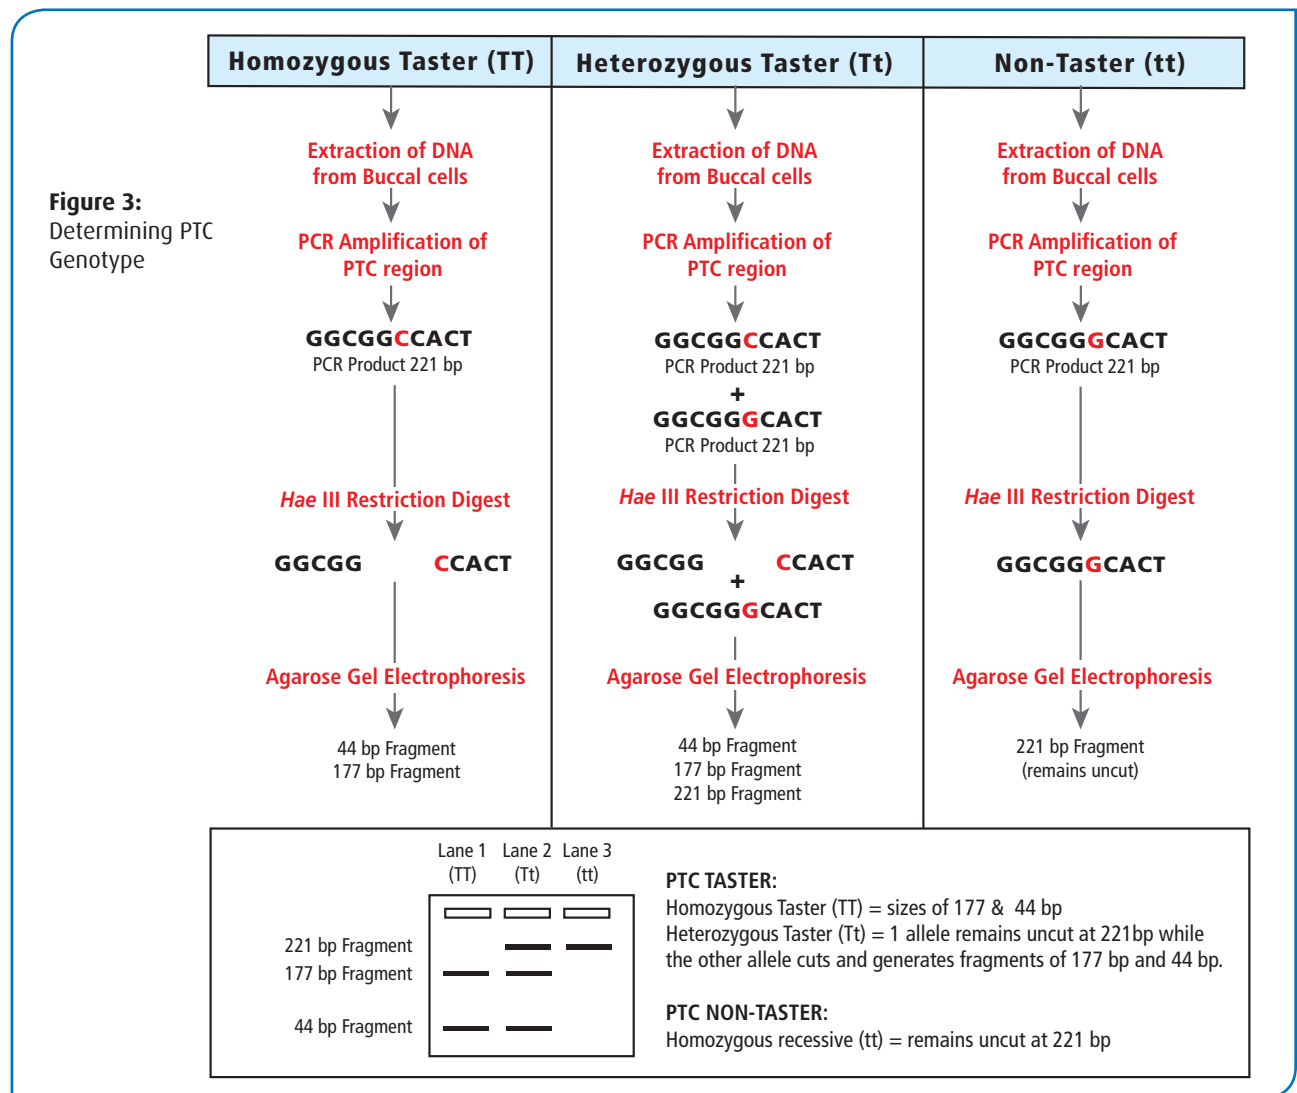 Figure 3:
Determining PTC
Genotype
Homozygous Taster (TT)
Extraction of DNA
from Buccal cells
PCR Amplification of
PTC region
GGCGGCCACT
PCR Product 221 bp
Hae III Restriction Digest
GGCGG CCACT
Agarose Gel Electrophoresis
44 bp Fragment
177 bp Fragment
Heterozygous Taster (Tt)
Extraction of DNA
from Buccal cells
PCR Amplification of
PTC region
GGCGGCCACT
PCR Product 221 bp
+
GGCGGGCACT
PCR Product 221 bp
Hae III Restriction Digest
GGCGG CCACT
+
GGCGGGCACT
Agarose Gel Electrophoresis
44 bp Fragment
177 bp Fragment
221 bp Fragment
Non-Taster (tt)
Extraction of DNA
from Buccal cells
PCR Amplification of
PTC region
GGCGGGCACT
PCR Product 221 bp
Hae III Restriction Digest
GGCGGGCACT
Agarose Gel Electrophoresis
221 bp Fragment
(remains uncut)
Lane 1 Lane 2 Lane 3
(TT) (Tt) (tt)
221 bp Fragment
177 bp Fragment
44 bp Fragment
PTC TASTER:
Homozygous Taster (TT) = sizes of 177 & 44 bp
Heterozygous Taster (Tt) = 1 allele remains uncut at 221bp while
the other allele cuts and generates fragments of 177 bp and 44 bp.
PTC NON-TASTER:
Homozygous recessive (tt) = remains uncut at 221 bp